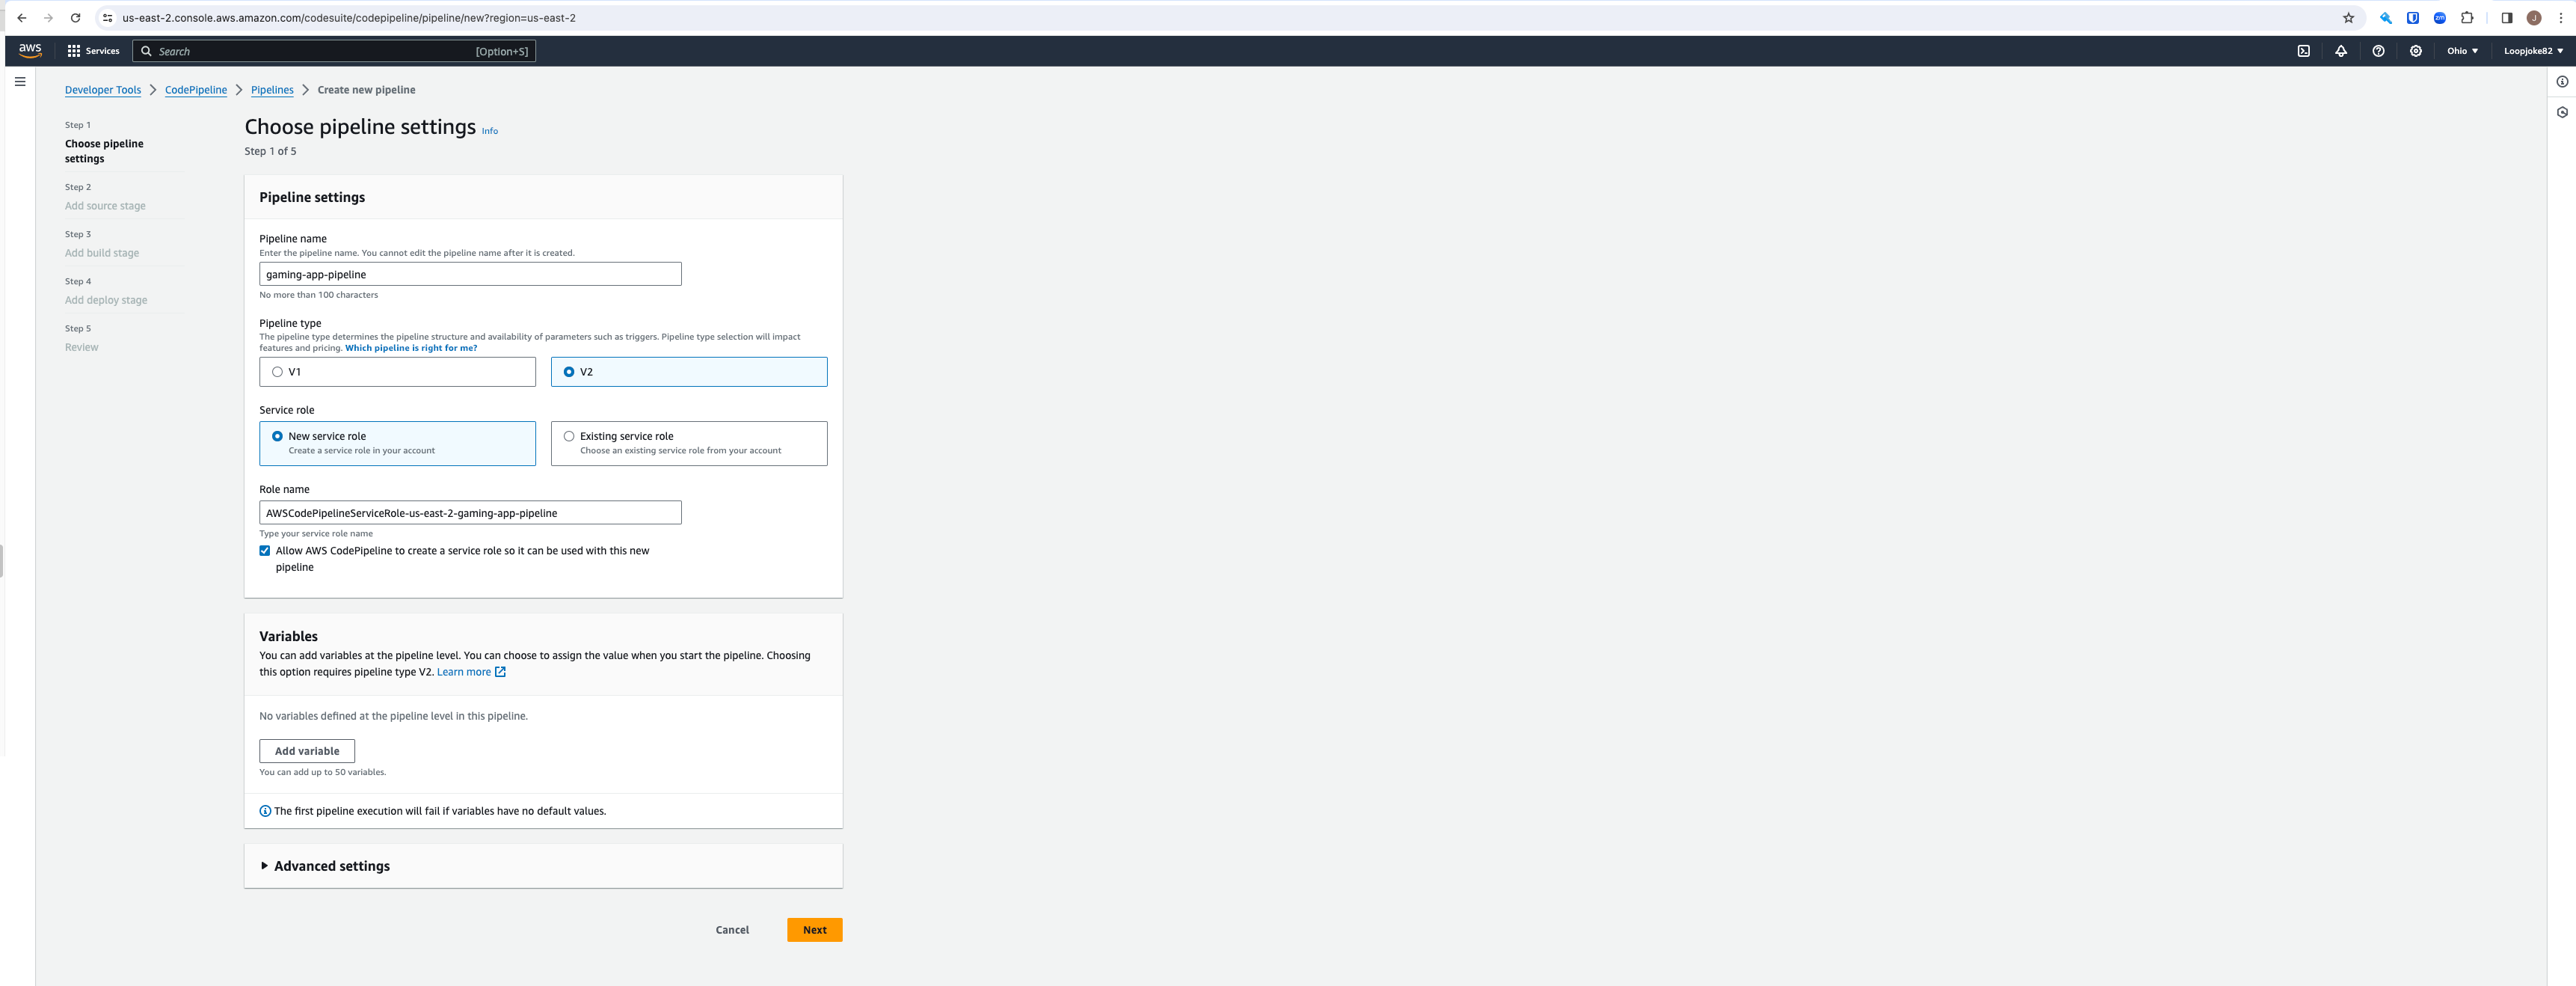 us-east-2.console.aws.amazon.com/codesuite/codepipeline/pipeline/new?region=us-east-2
J
aws
Services
Search
[Option+S]
Ohio
Loopjoke82
Developer Tools
CodePipeline
Pipelines
Create new pipeline
Step 1
Choose pipeline
settings
Step 2
Add source stage
Step 3
Add build stage
Step 4
Add deploy stage
Step 5
Review
Choose pipeline settings Info
Step 1 of 5
Pipeline settings
Pipeline name
Enter the pipeline name. You cannot edit the pipeline name after it is created.
gaming-app-pipeline
No more than 100 characters
Pipeline type
The pipeline type determines the pipeline structure and availability of parameters such as triggers. Pipeline type selection will impact
features and pricing. Which pipeline is right for me?
V1
V2
Service role
New service role
Create a service role in your account
Existing service role
Choose an existing service role from your account
Role name
AWSCodePipelineServiceRole-us-east-2-gaming-app-pipeline
Type your service role name
Allow AWS CodePipeline to create a service role so it can be used with this new
pipeline
Variables
You can add variables at the pipeline level. You can choose to assign the value when you start the pipeline. Choosing
this option requires pipeline type V2. Learn more
No variables defined at the pipeline level in this pipeline.
Add variable
You can add up to 50 variables.
The first pipeline execution will fail if variables have no default values.
Advanced settings
Cancel
Next